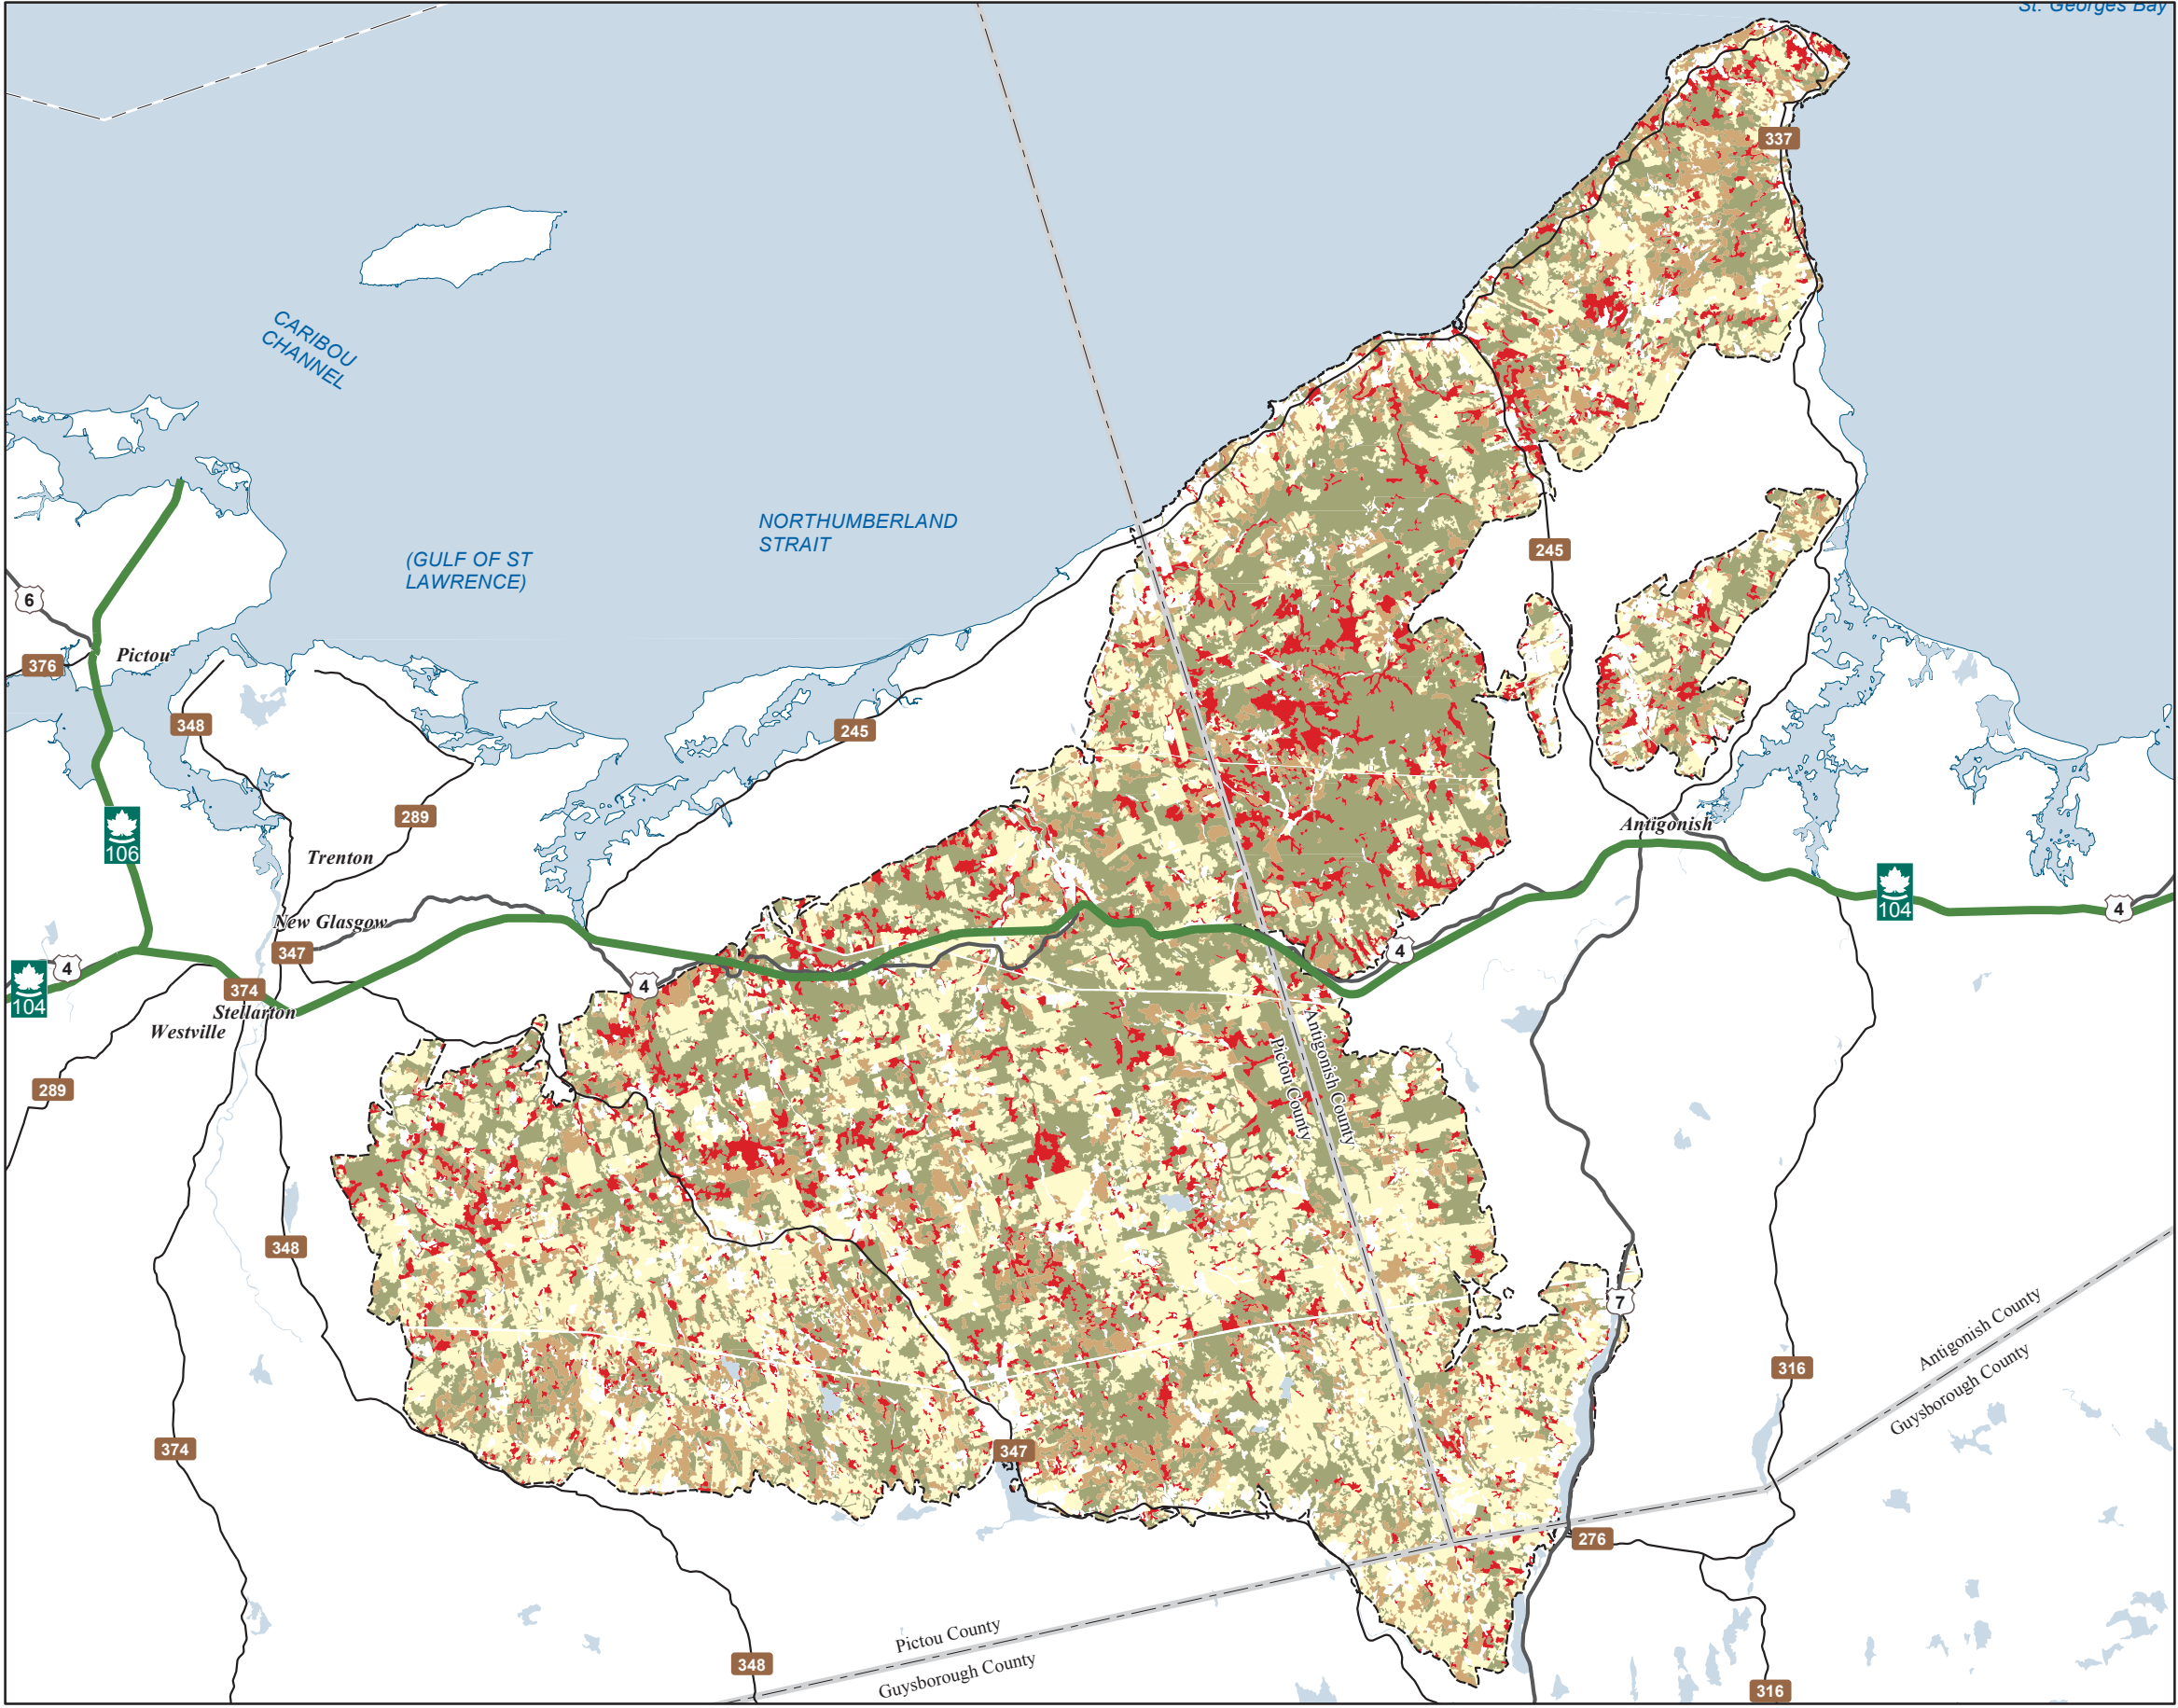 St. Georges Bay
337
CARIBOU
CHANNEL
NORTHUMBERLAND
STRAIT
(GULF OF ST
LAWRENCE)
245
6
Pictou
376
348
245
289
106
Trenton
Antigonish
New Glasgow
104
4
347
4
4
4
374
104
Stellarton
Westville
Antigonish County
Pictou County
289
348
7
Antigonish County
Guysborough County
316
374
347
276
Pictou County
Guysborough County
348
316